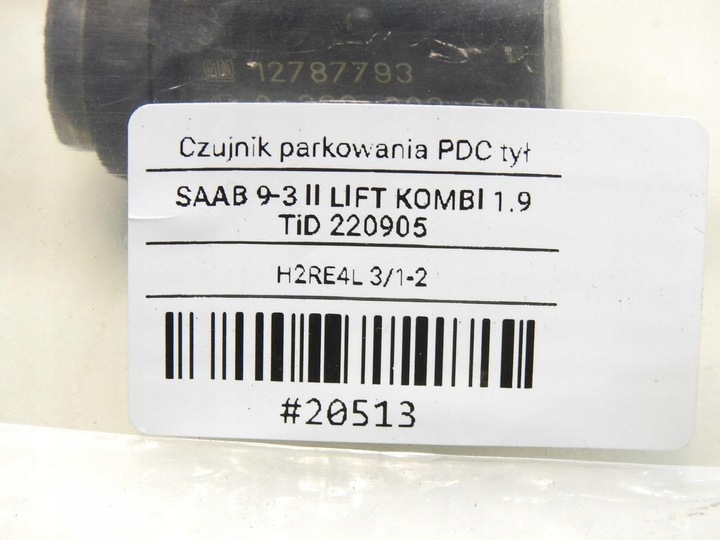 GM 12787793
Czujnik parkowania PDC tył
SAAB 9-3 II LIFT KOMBI 1.9
TiD 220905
H2RE4L 3/1-2
#20513